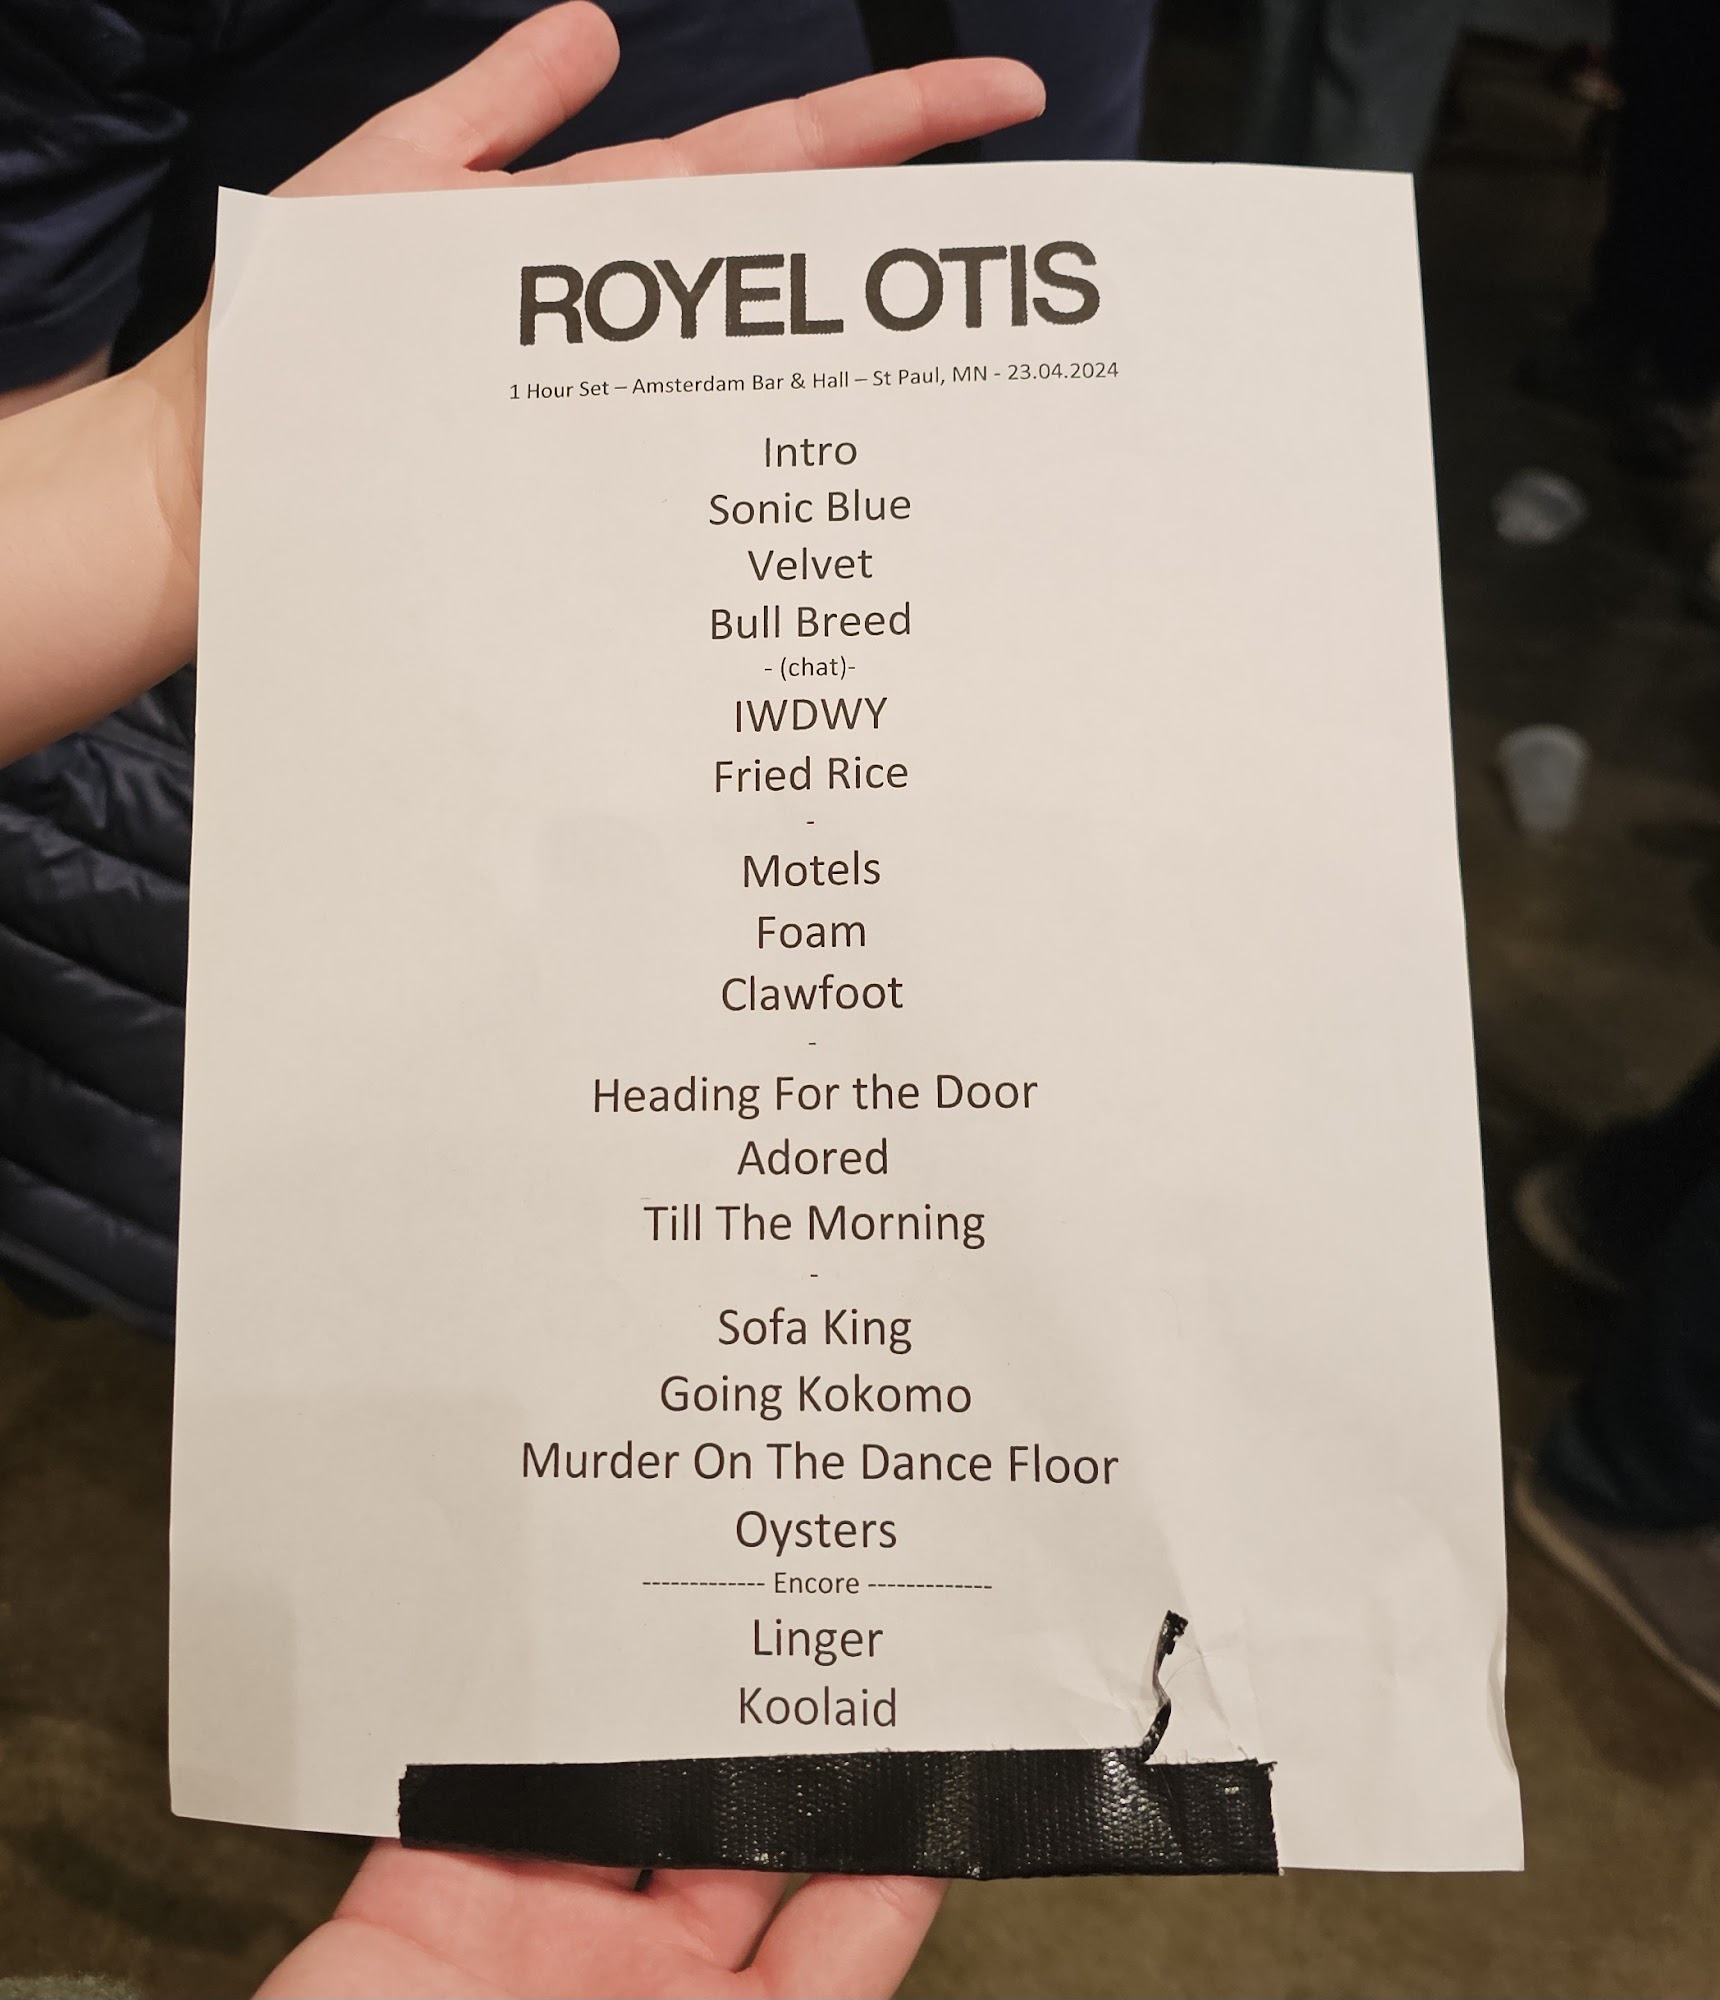 ROYEL OTIS
1 Hour Set – Amsterdam Bar & Hall – St Paul, MN - 23.04.2024
Intro
Sonic Blue
Velvet
Bull Breed
- (chat)-
IWDWY
Fried Rice
-
Motels
Foam
Clawfoot
-
Heading For the Door
Adored
Till The Morning
-
Sofa King
Going Kokomo
Murder On The Dance Floor
Oysters
------------- Encore -------------
Linger
Koolaid